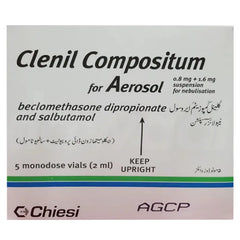 Clenil Compositum
for Aerosol
0.8 mg + 1.6 mg
suspension
for nebulisation
beclomethasone dipropionate
and salbutamol
5 monodose vials (2 ml)
KEEP
UPRIGHT
Chiesi
AGCP